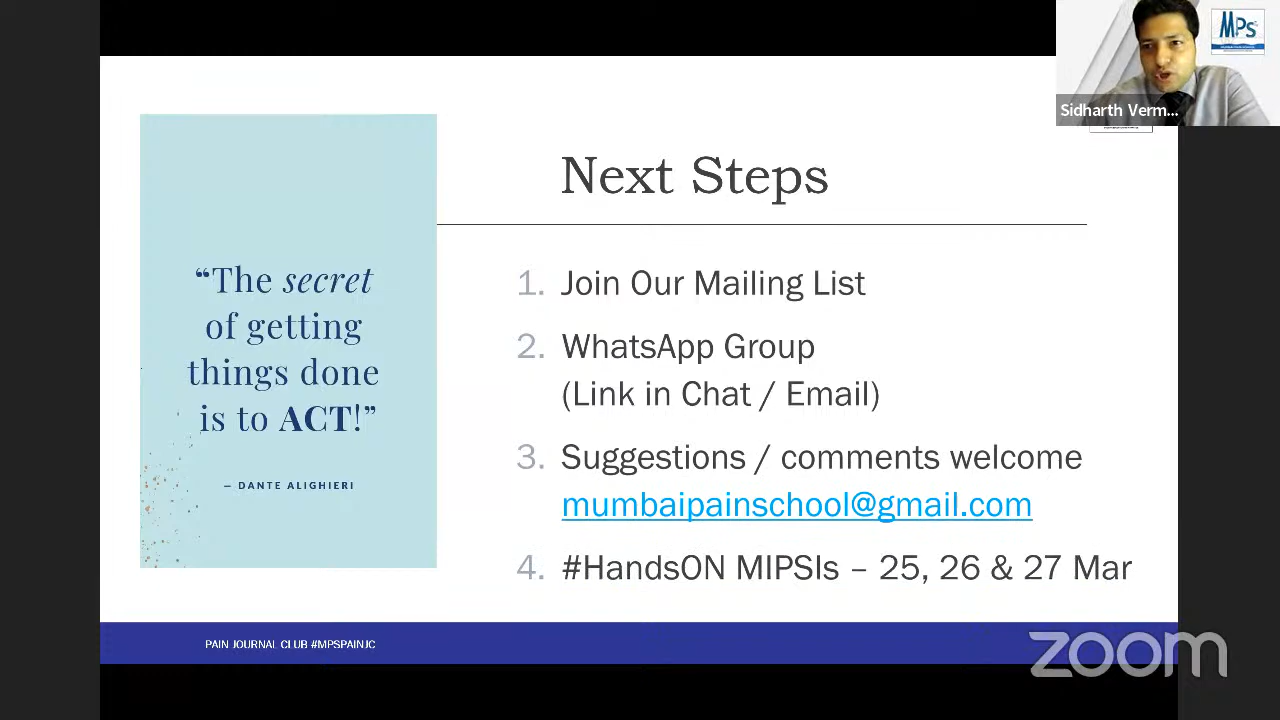 MPS
Sidharth Verm...
Next Steps
“The secret
of getting
things done
is to ACT!”
– DANTE ALIGHIERI
1. Join Our Mailing List
2. WhatsApp Group
(Link in Chat / Email)
3. Suggestions / comments welcome
mumbaipainschool@gmail.com
4. #HandsON MIPSIs – 25, 26 & 27 Mar
PAIN JOURNAL CLUB #MPSPAINJC
zoom